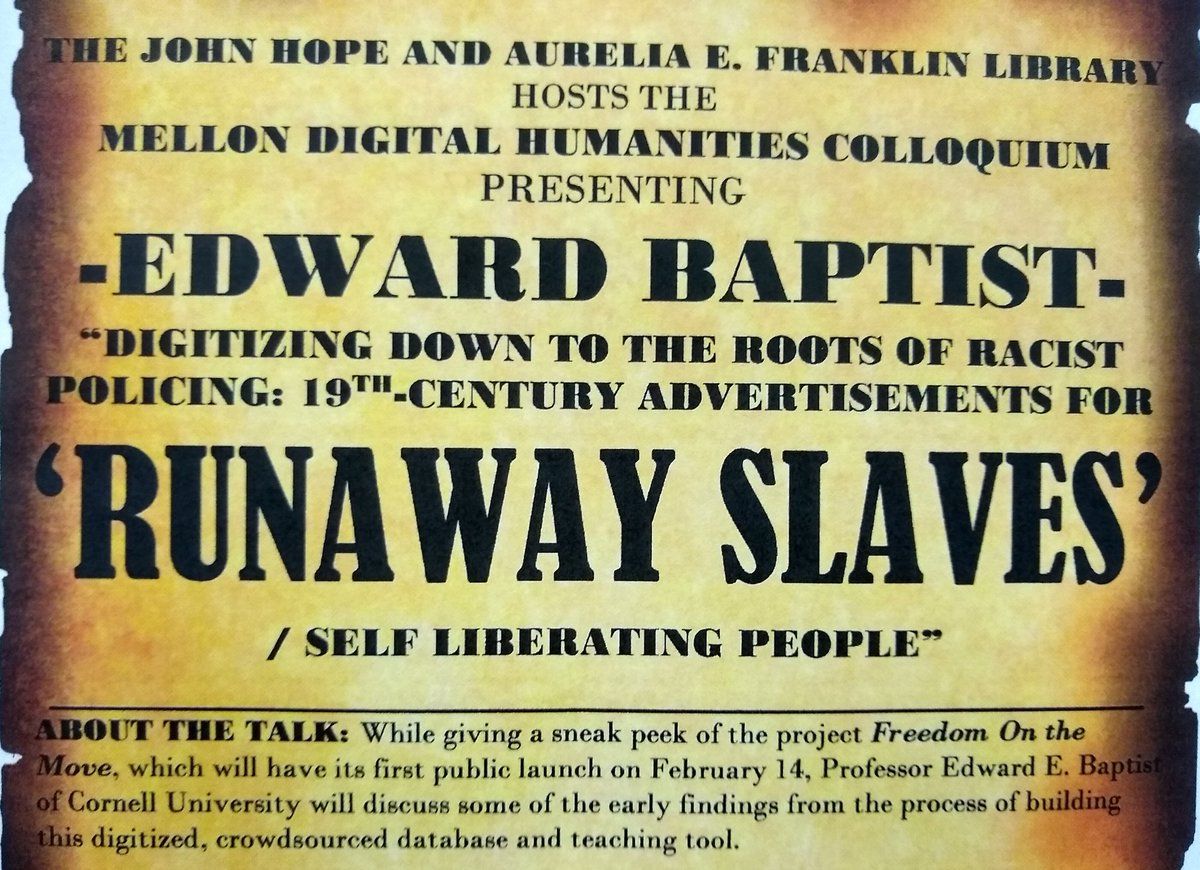 THE JOHN HOPE AND AURELIA E. FRANKLIN LIBRARY
HOSTS THE
MELLON DIGITAL HUMANITIES COLLOQUIUM
PRESENTING
-EDWARD BAPTIST-
“DIGITIZING DOWN TO THE ROOTS OF RACIST
POLICING: 19TH-CENTURY ADVERTISEMENTS FOR
‘RUNAWAY SLAVES’
/ SELF LIBERATING PEOPLE”
ABOUT THE TALK: While giving a sneak peek of the project Freedom On the
Move, which will have its first public launch on February 14, Professor Edward E. Baptist
of Cornell University will discuss some of the early findings from the process of building
this digitized, crowdsourced database and teaching tool.